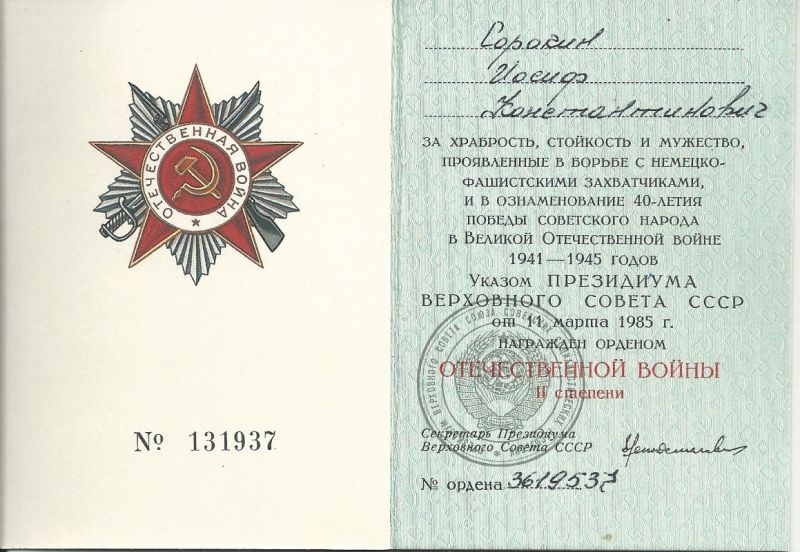 ОТЕЧЕСТВЕННАЯ ВОЙНА
№ 131937
Сорокин
Иосиф
Константинович
ЗА ХРАБРОСТЬ, СТОЙКОСТЬ И МУЖЕСТВО,
ПРОЯВЛЕННЫЕ В БОРЬБЕ С НЕМЕЦКО-
ФАШИСТСКИМИ ЗАХВАТЧИКАМИ,
И В ОЗНАМЕНОВАНИЕ 40-ЛЕТИЯ
ПОБЕДЫ СОВЕТСКОГО НАРОДА
В ВЕЛИКОЙ ОТЕЧЕСТВЕННОЙ ВОЙНЕ
1941—1945 ГОДОВ
УКАЗОМ ПРЕЗИДИУМА
ВЕРХОВНОГО СОВЕТА СССР
от 11 марта 1985 г.
НАГРАЖДЕН ОРДЕНОМ
ОТЕЧЕСТВЕННОЙ ВОЙНЫ
II степени
Секретарь Президиума
Верховного Совета СССР
№ ордена 3619537